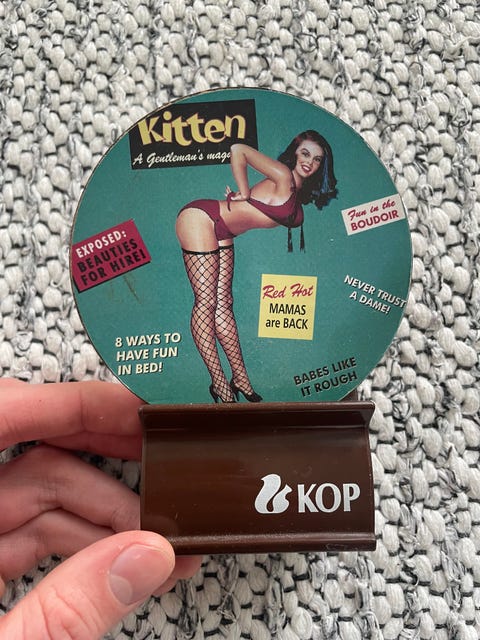 Kitten
A Gentleman's maga
Fun in the
BOUDOIR
EXPOSED:
BEAUTIES
FOR HIRE!
Red Hot
MAMAS
are BACK
NEVER TRUST
A DAME!
8 WAYS TO
HAVE FUN
IN BED!
BABES LIKE
IT ROUGH
KOP